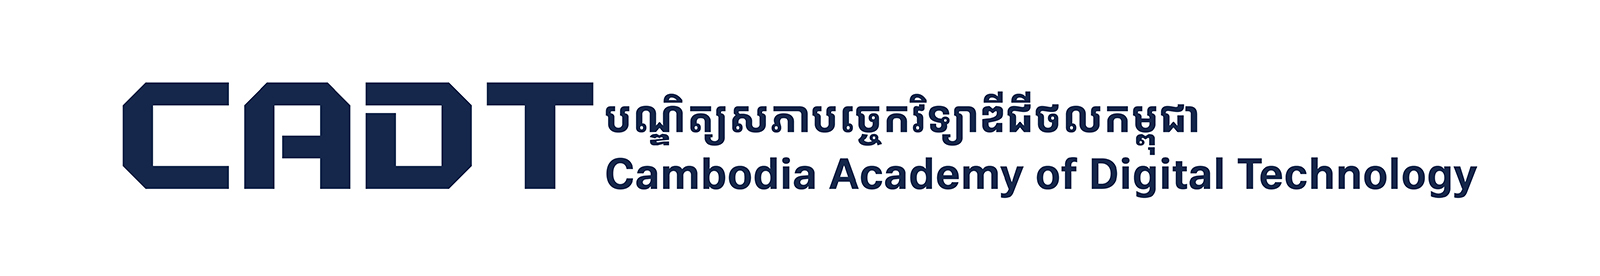 CADT
បណ្ឌិត្យសភាបច្ចេកវិទ្យាឌីជីថលកម្ពុជា
Cambodia Academy of Digital Technology